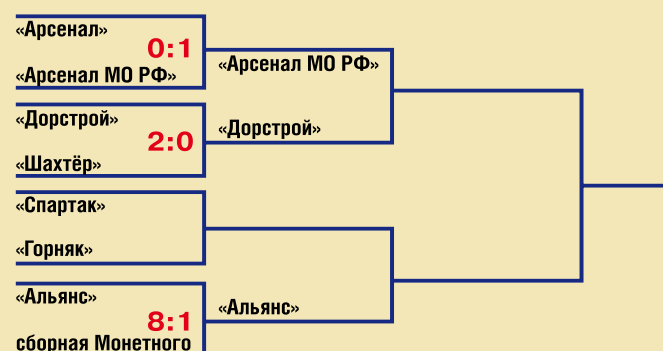 «Арсенал»
0:1
«Арсенал МО РФ»
«Арсенал МО РФ»
«Дорстрой»
2:0
«Дорстрой»
«Шахтёр»
«Спартак»
«Горняк»
«Альянс»
8:1
«Альянс»
сборная Монетного